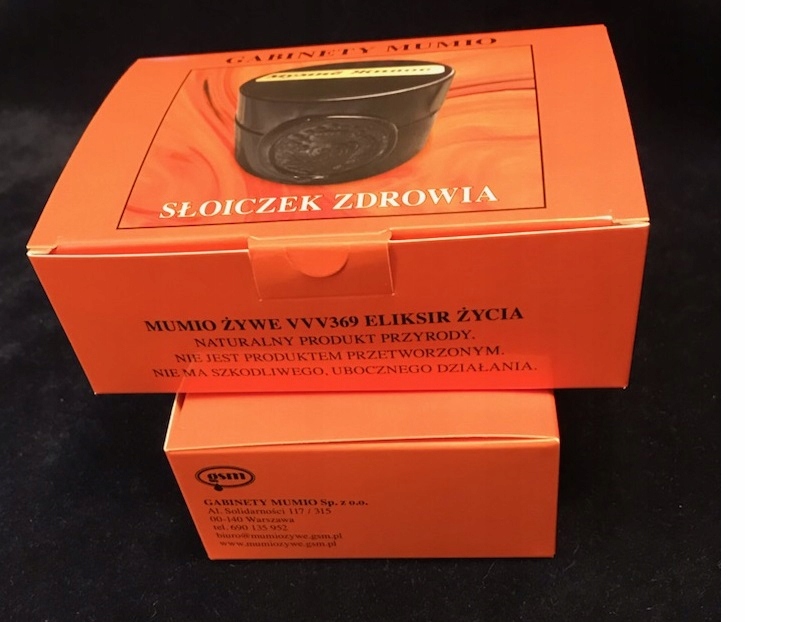 GABINETY MUMIO
SŁOICZEK ZDROWIA
MUMIO ŻYWE VVV369 ELIKSIR ŻYCIA
NATURALNY PRODUKT PRZYRODY.
NIE JEST PRODUKTEM PRZETWORZONYM.
NIE MA SZKODLIWEGO, UBOCZNEGO DZIAŁANIA.
gsm
GABINETY MUMIO Sp. z o.o.
Al. Solidarności 117 / 315
00-140 Warszawa
tel. 690 135 952
biuro@mumiozywe.gsm.pl
www.mumiozywe.gsm.pl